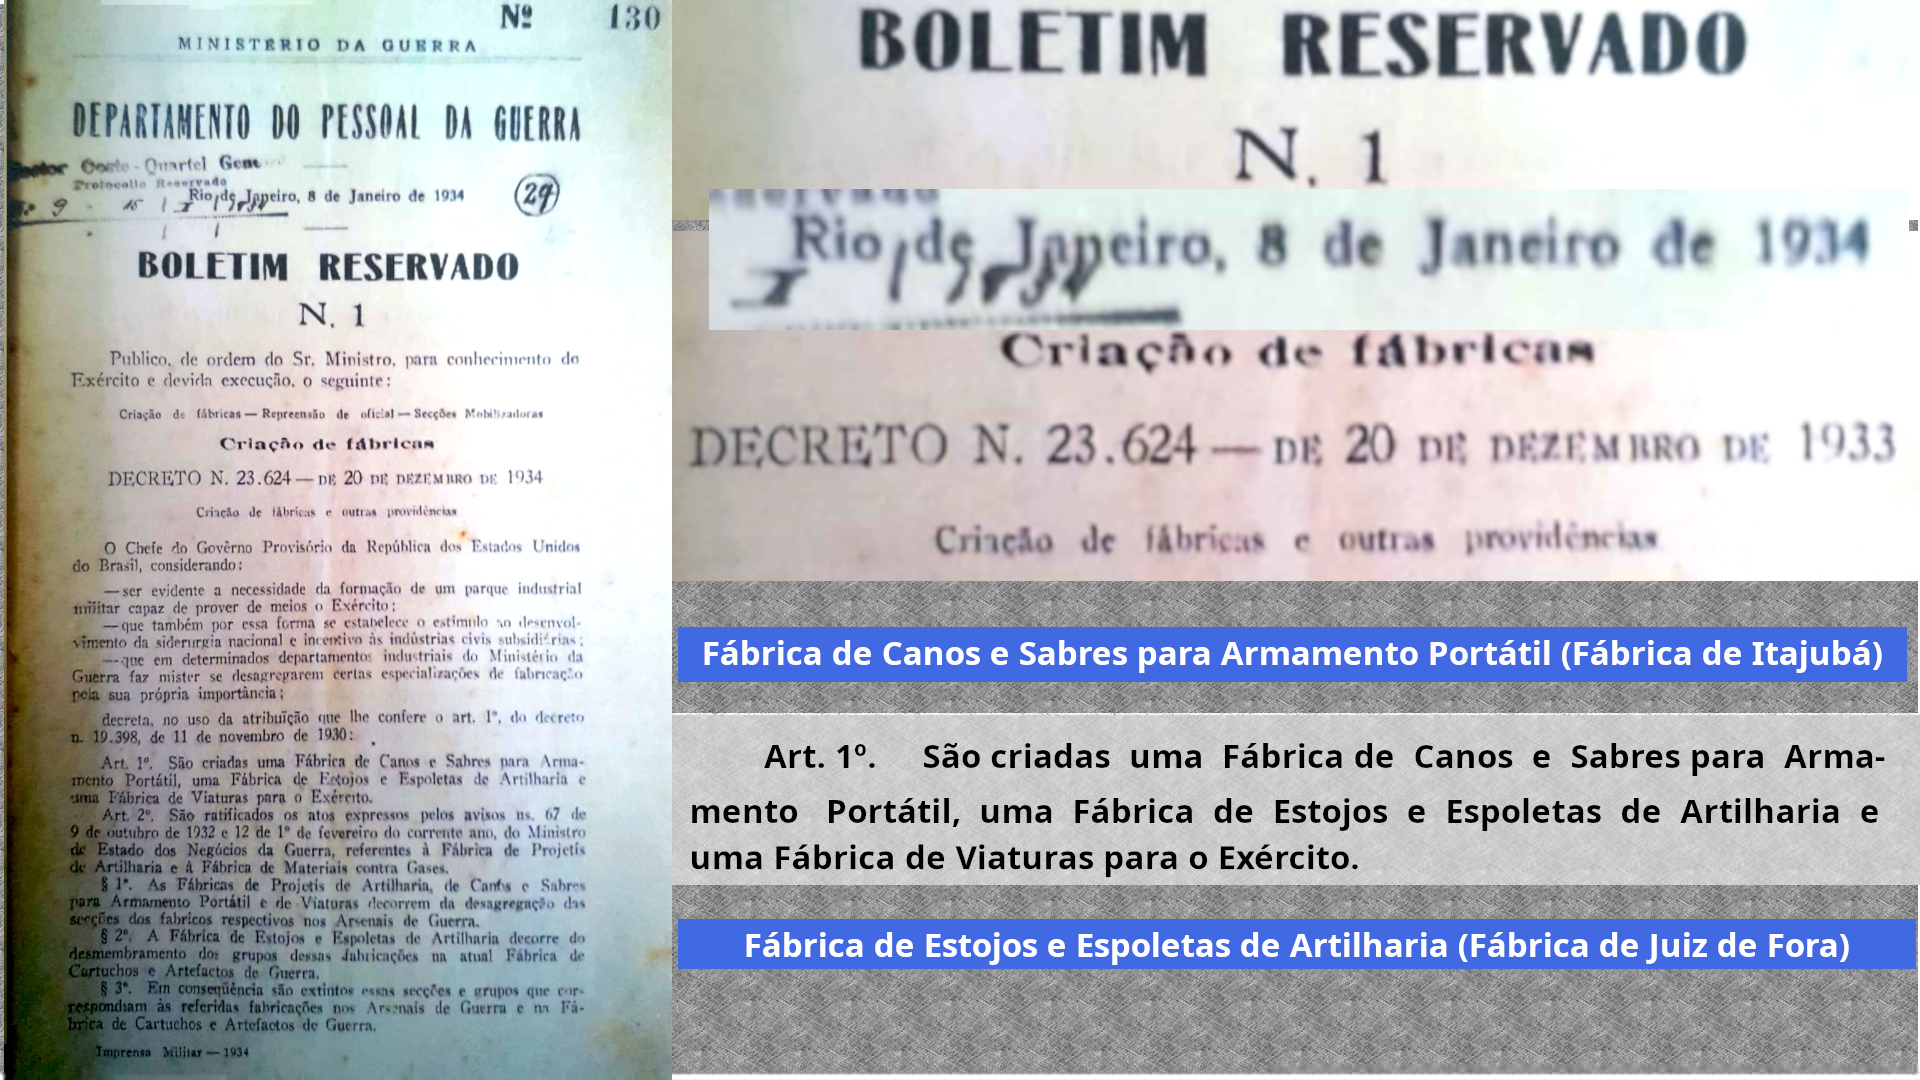 Nº 130
MINISTERIO DA GUERRA
DEPARTAMENTO DO PESSOAL DA GUERRA
Oeste - Quartel
Protocollo Reservado
Rio de Janeiro, 8 de Janeiro de 1934
29
BOLETIM RESERVADO
N. 1
Publico, de ordem do Sr. Ministro, para conhecimento do
Exército e devida execução, o seguinte:
Criação de fábricas — Repreensão de oficial — Secções Mobilizadoras
Criação de fábricas
DECRETO N. 23.624 — DE 20 DE DEZEMBRO DE 1934
Criação de fábricas e outras providências
O Chefe do Govêrno Provisório da República dos Estados Unidos
do Brasil, considerando:
— ser evidente a necessidade da formação de um parque industrial
militar capaz de prover de meios o Exército;
— que também por essa forma se estabelece o estímulo ao desenvol-
vimento da siderurgia nacional e incentivo às indústrias civis subsidiárias;
— que em determinados departamentos industriais do Ministério da
Guerra faz mister se desagregarem certas especializações de fabricação
pela sua própria importância;
decreta, no uso da atribuïção que lhe confere o art. 1º, do decreto
n. 19.398, de 11 de novembro de 1930:
Art. 1º. São criadas uma Fábrica de Canos e Sabres para Arma-
mento Portátil, uma Fábrica de Estojos e Espoletas de Artilharia e
uma Fábrica de Viaturas para o Exército.
Art. 2º. São ratificados os atos expressos pelos avisos ns. 67 de
9 de outubro de 1932 e 12 de 1º de fevereiro do corrente ano, do Ministro
de Estado dos Negócios da Guerra, referentes à Fábrica de Projetis
de Artilharia e à Fábrica de Materiais contra Gases.
§ 1º. As Fábricas de Projetis de Artilharia, de Canos e Sabres
para Armamento Portátil e de Viaturas decorrem da desagregação das
secções dos fabricos respectivos nos Arsenais de Guerra.
§ 2º. A Fábrica de Estojos e Espoletas de Artilharia decorre do
desmembramento dos grupos dessas fabricações na atual Fábrica de
Cartuchos e Artefactos de Guerra.
§ 3º. Em conseqüência são extintos essas secções e grupos que cor-
respondiam às referidas fabricações nos Arsenais de Guerra e na Fá-
brica de Cartuchos e Artefactos de Guerra.
Imprensa Militar — 1934
BOLETIM RESERVADO
N. 1
Rio de Janeiro, 8 de Janeiro de 1934
Criação de fábricas
DECRETO N. 23.624 — DE 20 DE DEZEMBRO DE 1933
Criação de fábricas e outras providências
Fábrica de Canos e Sabres para Armamento Portátil (Fábrica de Itajubá)
Art. 1º. São criadas uma Fábrica de Canos e Sabres para Arma-
mento Portátil, uma Fábrica de Estojos e Espoletas de Artilharia e
uma Fábrica de Viaturas para o Exército.
Fábrica de Estojos e Espoletas de Artilharia (Fábrica de Juiz de Fora)